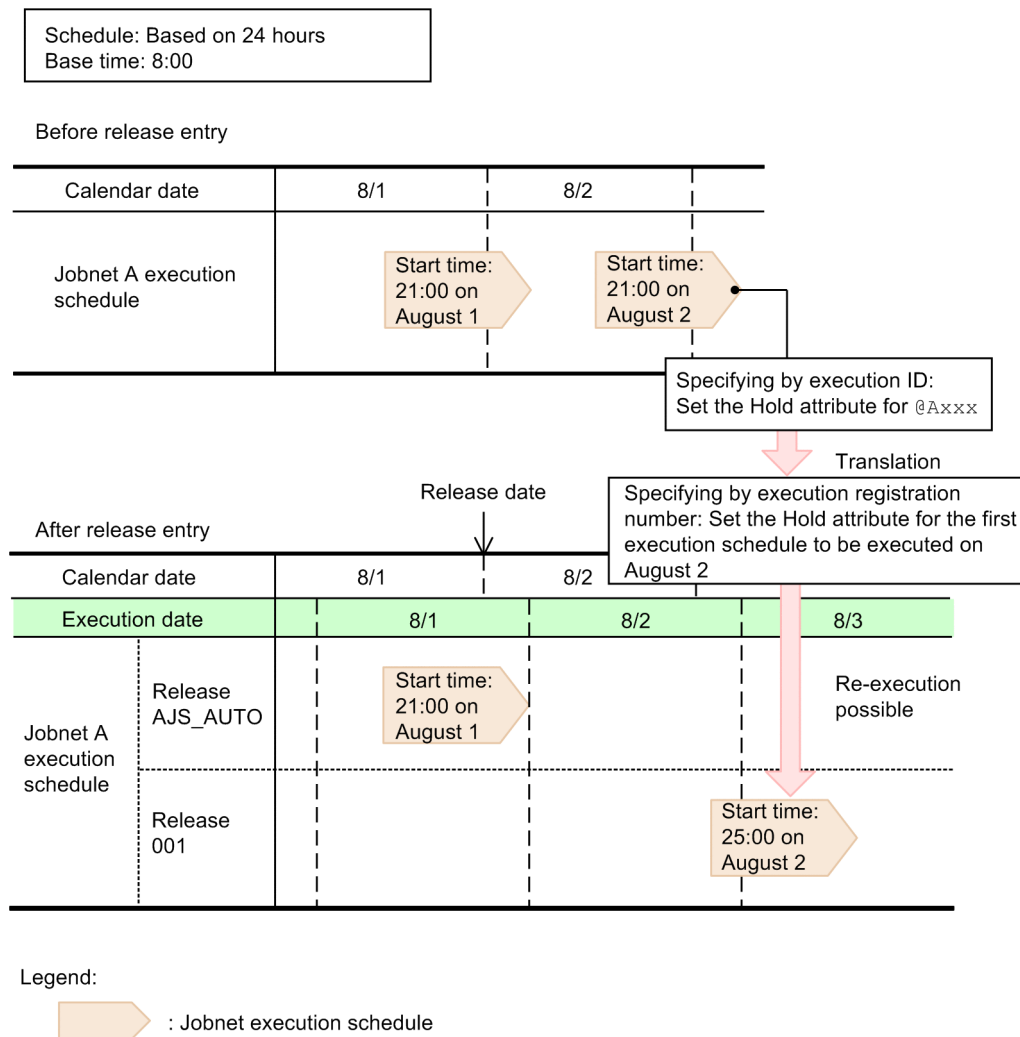 Schedule: Based on 24 hours
Base time: 8:00
Before release entry
Calendar date
8/1
8/2
Jobnet A execution
schedule
Start time:
21:00 on
August 1
Start time:
21:00 on
August 2
Specifying by execution ID:
Set the Hold attribute for @Axxx
Translation
Release date
Specifying by execution registration
number: Set the Hold attribute for the first
execution schedule to be executed on
August 2
After release entry
Calendar date
8/1
8/2
Execution date
8/1
8/2
8/3
Jobnet A
execution
schedule
Release
AJS_AUTO
Start time:
21:00 on
August 1
Re-execution
possible
Release
001
Start time:
25:00 on
August 2
Legend:
: Jobnet execution schedule